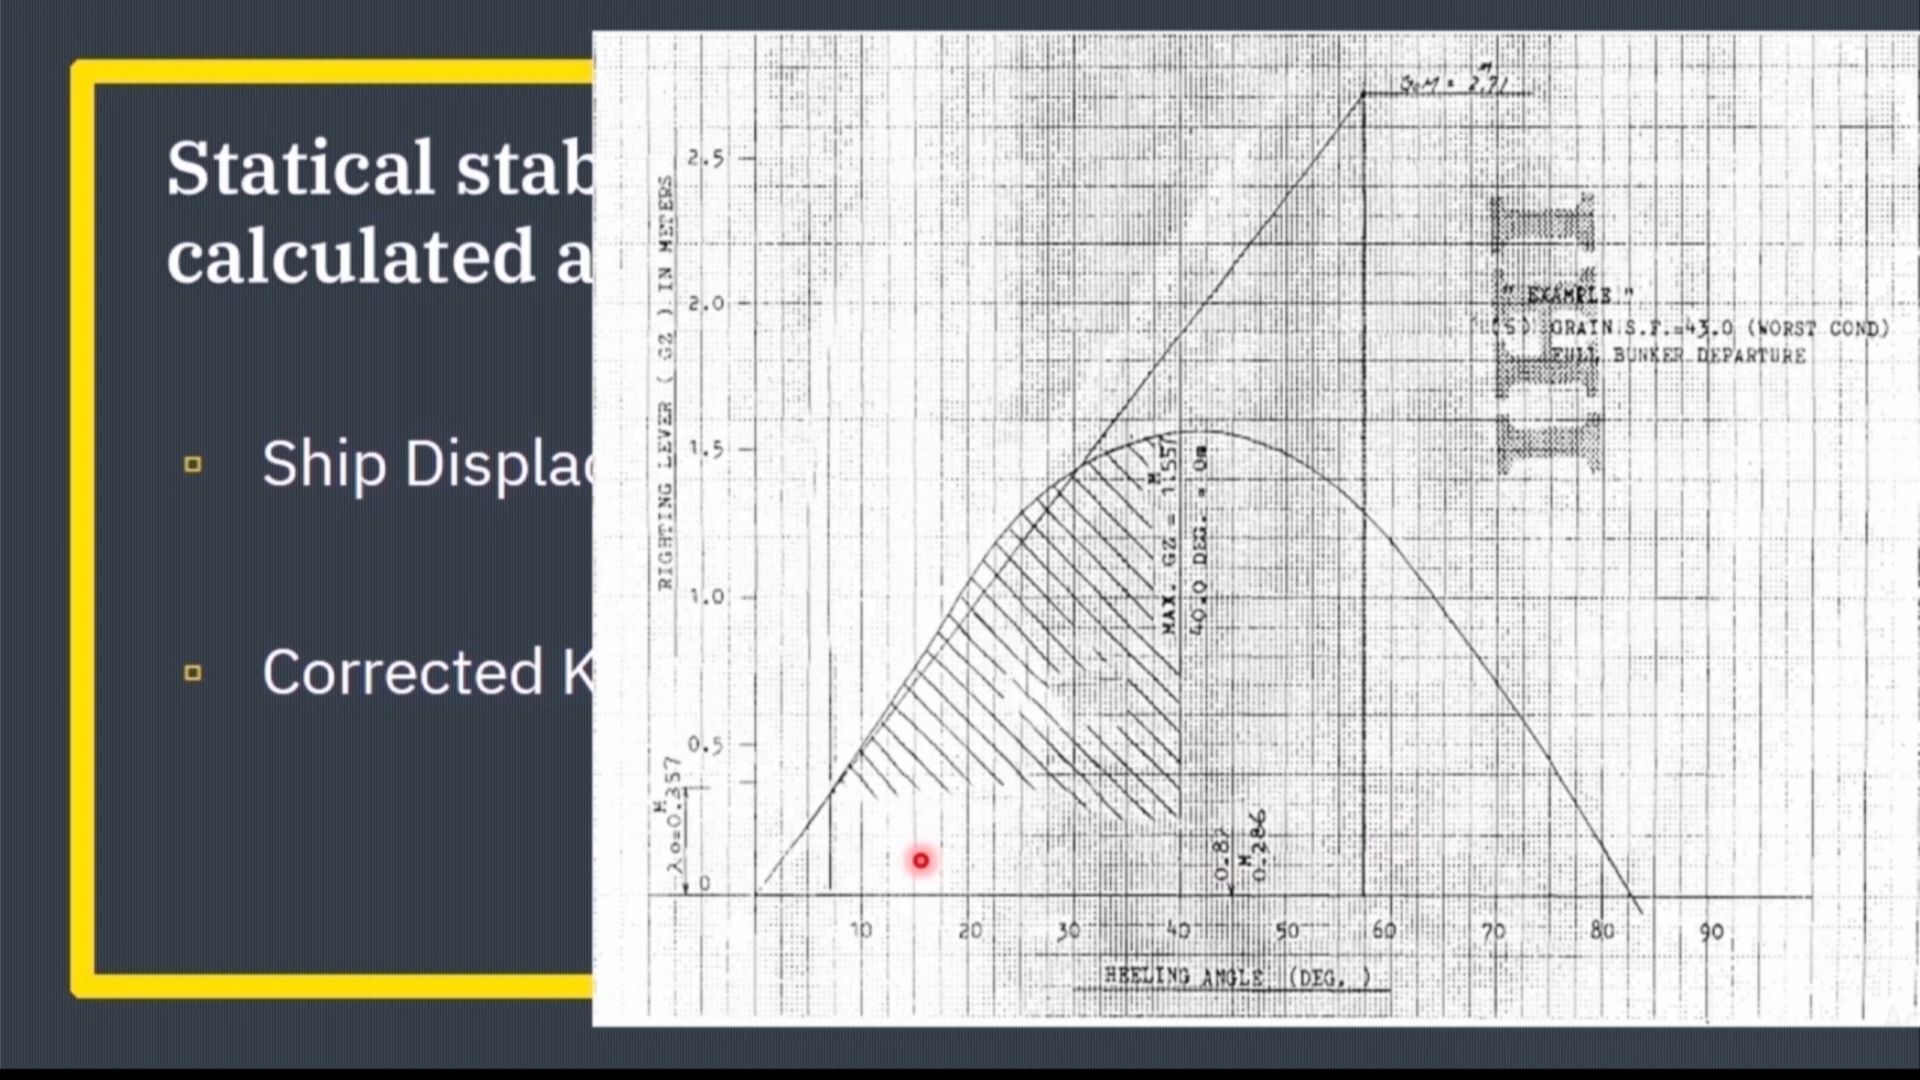 Statical stab
calculated a
Ship Displac
Corrected K
GoM = 2.71 M
RIGHTING LEVER ( GZ ) IN METERS
2.5
2.0
1.5
1.0
0.5
0
λo=0.357 M
MAX. GZ = 1.557 M
40.0 DEG.
0.286 M
" EXAMPLE "
(5) GRAIN S.F.=43.0 (WORST COND)
FULL BUNKER DEPARTURE
10 20 30 40 50 60 70 80 90
HEELING ANGLE (DEG. )